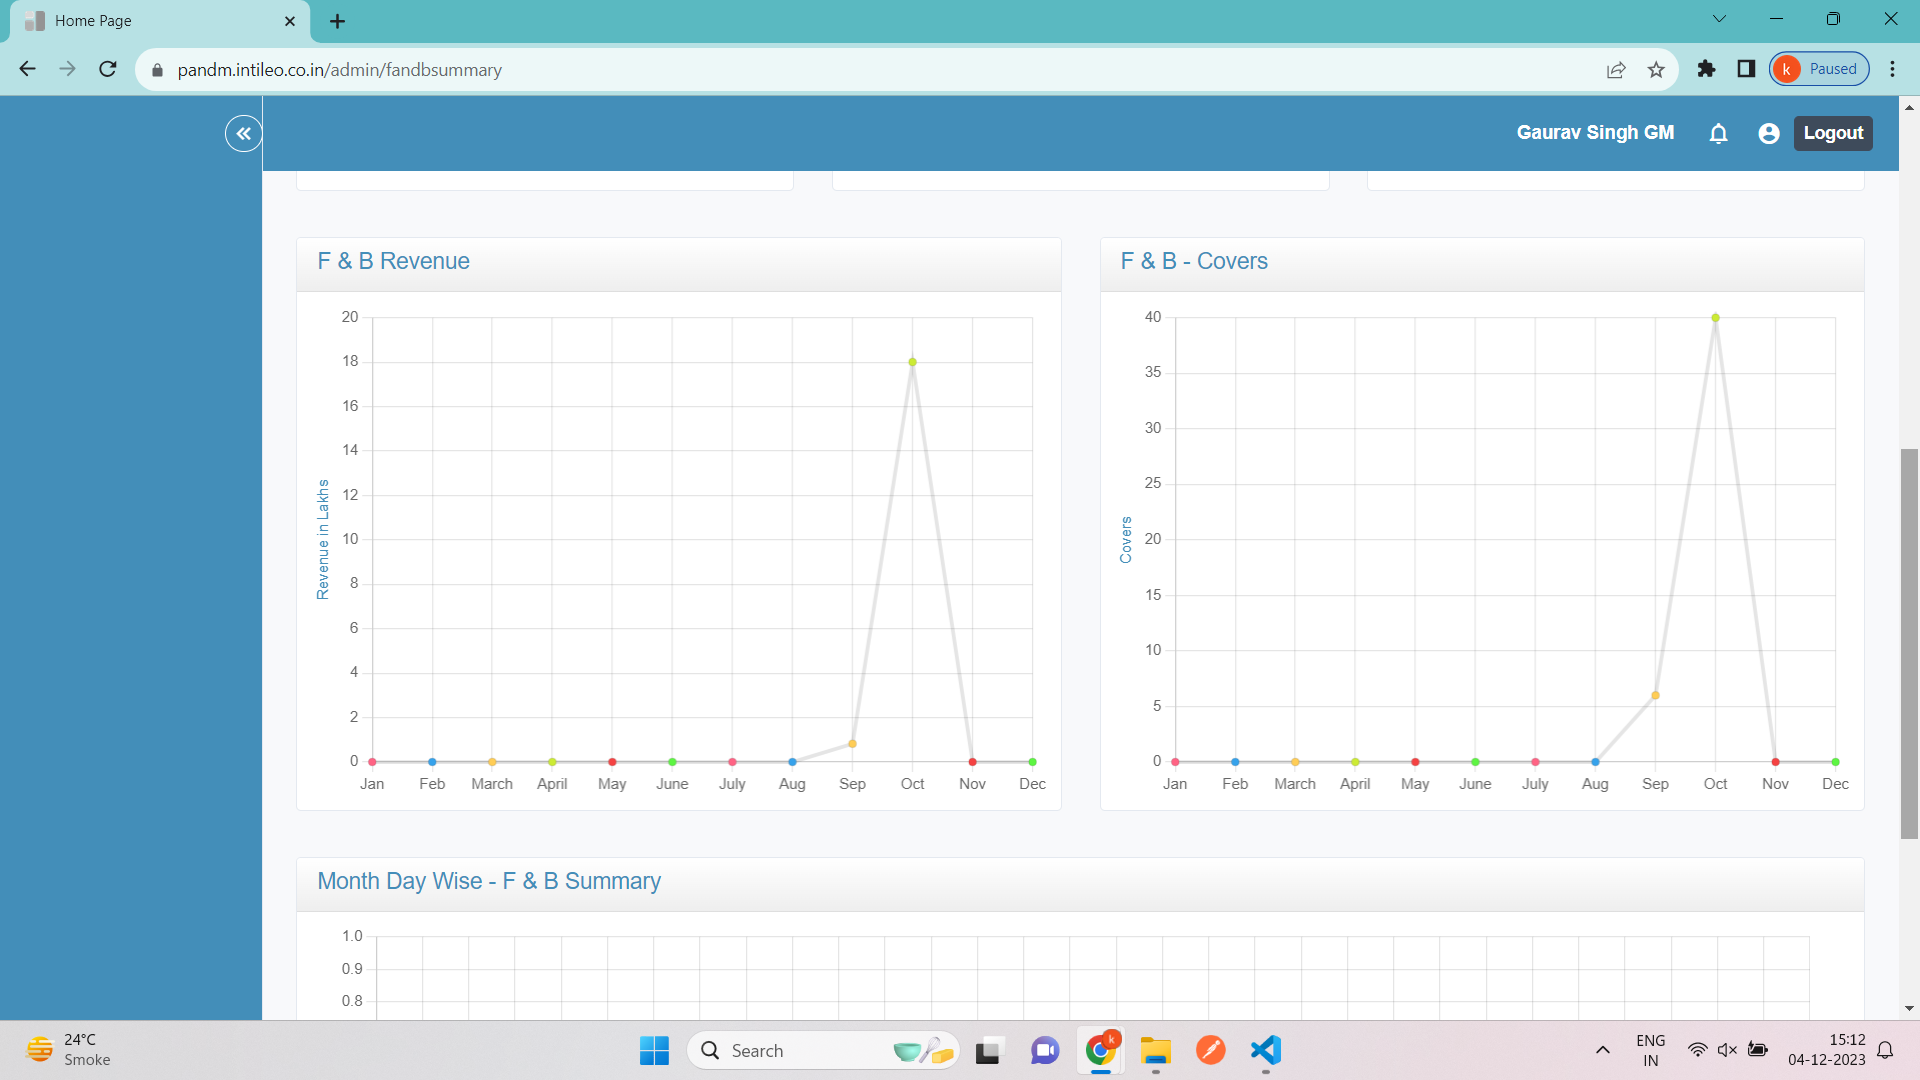 Home Page
pandm.intileo.co.in/admin/fandbsummary
k
Paused
Gaurav Singh GM
Logout
F & B Revenue
20
18
16
14
12
10
8
6
4
2
0
Revenue in Lakhs
Jan Feb March April May June July Aug Sep Oct Nov Dec
F & B - Covers
40
35
30
25
20
15
10
5
0
Covers
Jan Feb March April May June July Aug Sep Oct Nov Dec
Month Day Wise - F & B Summary
1.0
0.9
0.8
24°C
Smoke
Search
k
ENG
IN
15:12
04-12-2023